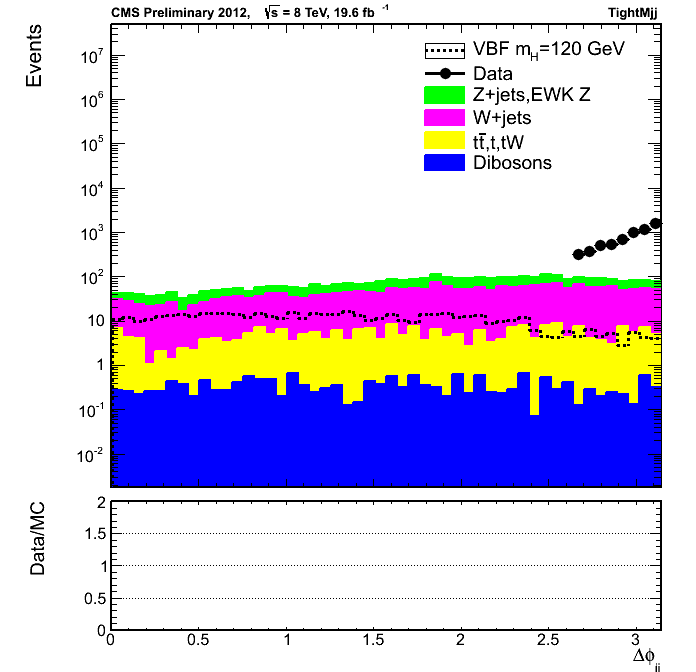 CMS Preliminary 2012, √s = 8 TeV, 19.6 fb⁻¹ TightMjj
Events
10⁷
10⁶
10⁵
10⁴
10³
10²
10
1
10⁻¹
10⁻²
VBF m_H=120 GeV
Data
Z+jets,EWK Z
W+jets
tt̄,t,tW
Dibosons
Data/MC
2
1.5
1
0.5
0
0 0.5 1 1.5 2 2.5 3
Δϕ_jj